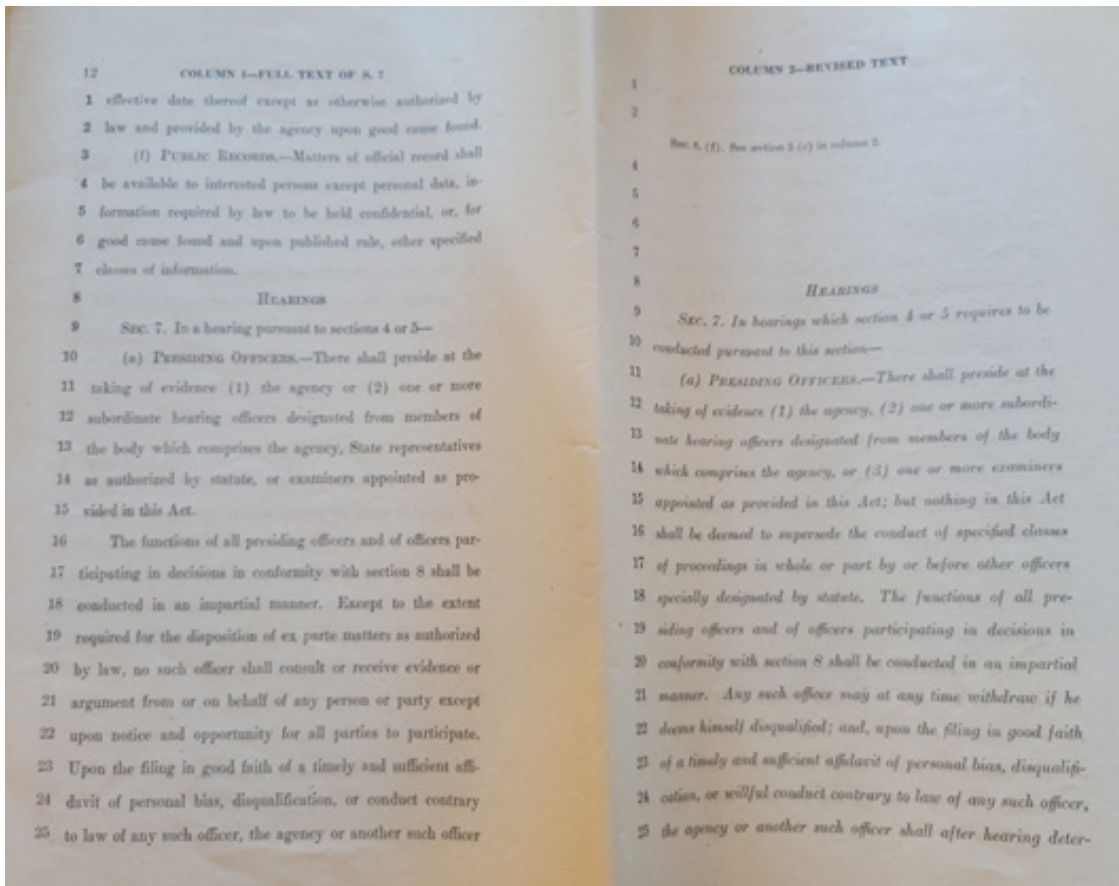 12 COLUMN 1—FULL TEXT OF S. 7
1 effective date thereof except as otherwise authorized by
2 law and provided by the agency upon good cause found.
3 (f) PUBLIC RECORDS.—Matters of official record shall
4 be available to interested persons except personal data, in-
5 formation required by law to be held confidential, or, for
6 good cause found and upon published rule, other specified
7 classes of information.
8 HEARINGS
9 SEC. 7. In a hearing pursuant to sections 4 or 5—
10 (a) PRESIDING OFFICERS.—There shall preside at the
11 taking of evidence (1) the agency or (2) one or more
12 subordinate hearing officers designated from members of
13 the body which comprises the agency, State representatives
14 as authorized by statute, or examiners appointed as pro-
15 vided in this Act.
16 The functions of all presiding officers and of officers par-
17 ticipating in decisions in conformity with section 8 shall be
18 conducted in an impartial manner. Except to the extent
19 required for the disposition of ex parte matters as authorized
20 by law, no such officer shall consult or receive evidence or
21 argument from or on behalf of any person or party except
22 upon notice and opportunity for all parties to participate.
23 Upon the filing in good faith of a timely and sufficient affi-
24 davit of personal bias, disqualification, or conduct contrary
25 to law of any such officer, the agency or another such officer
COLUMN 2—REVISED TEXT
1
2
SEC. 6. (f). See section 3 (c) in column 2.
4
5
6
7
8 HEARINGS
9 SEC. 7. In hearings which section 4 or 5 requires to be
10 conducted pursuant to this section—
11 (a) PRESIDING OFFICERS.—There shall preside at the
12 taking of evidence (1) the agency, (2) one or more subordi-
13 nate hearing officers designated from members of the body
14 which comprises the agency, or (3) one or more examiners
15 appointed as provided in this Act; but nothing in this Act
16 shall be deemed to supersede the conduct of specified classes
17 of proceedings in whole or part by or before other officers
18 specially designated by statute. The functions of all pre-
19 siding officers and of officers participating in decisions in
20 conformity with section 8 shall be conducted in an impartial
21 manner. Any such officer may at any time withdraw if he
22 deems himself disqualified; and, upon the filing in good faith
23 of a timely and sufficient affidavit of personal bias, disqualifi-
24 cation, or willful conduct contrary to law of any such officer,
25 the agency or another such officer shall after hearing deter-